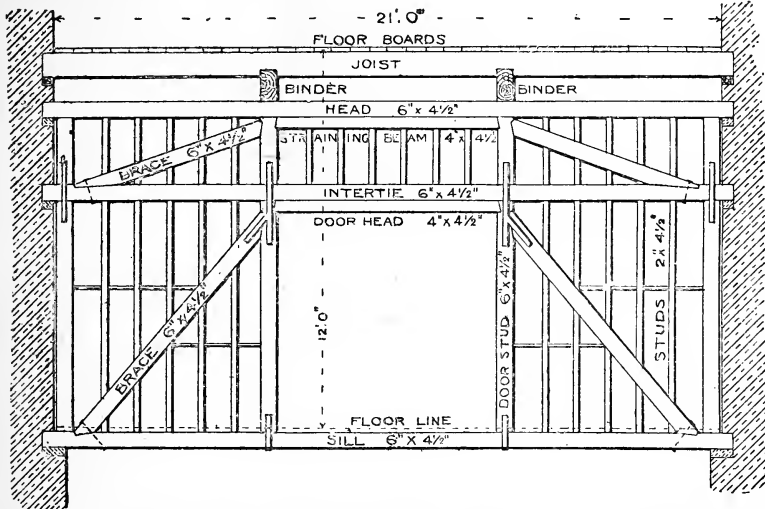 21'.0"
FLOOR BOARDS
JOIST
BINDER
BINDER
HEAD 6"x 4½"
STRAINING BEAM 4"x 4½
BRACE 6"x 4½"
INTERTIE 6"x 4½"
DOOR HEAD 4"x 4½"
12'.0"
BRACE 6"x 4½"
DOOR STUD 6"x 4½"
STUDS 2"x 4½"
FLOOR LINE
SILL 6"x 4½"